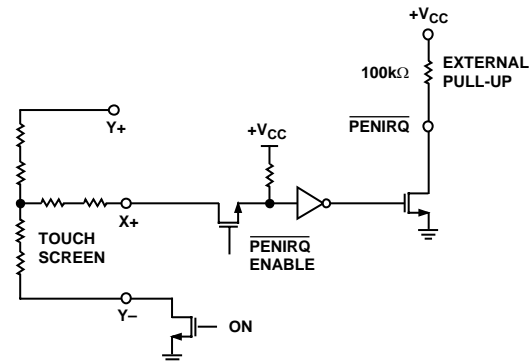 +VCC
100kΩ
EXTERNAL
PULL-UP
PENIRQ
Y+
+VCC
X+
TOUCH
SCREEN
PENIRQ
ENABLE
Y–
ON